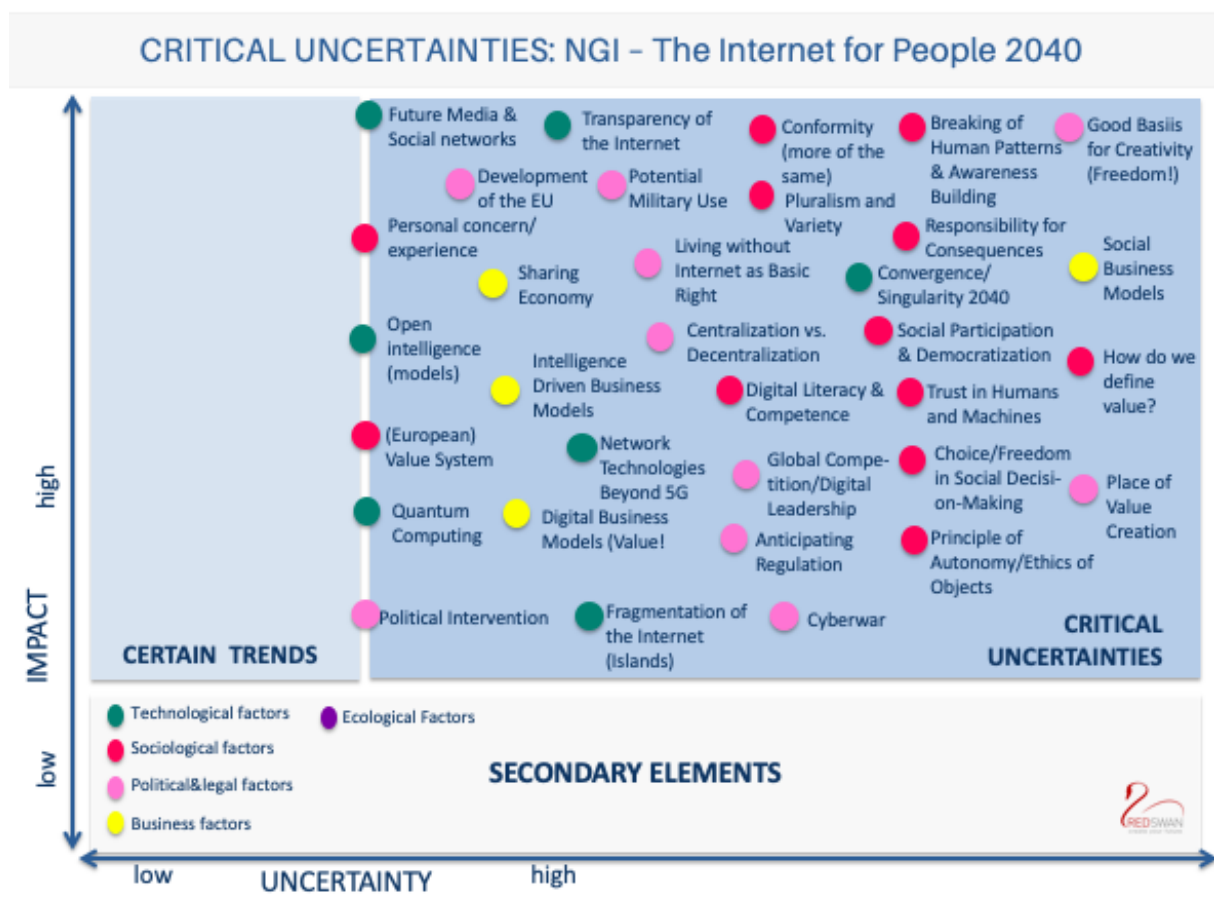 CRITICAL UNCERTAINTIES: NGI – The Internet for People 2040
Future Media &
Social networks
Transparency of
the Internet
Conformity
(more of the
same)
Breaking of
Human Patterns
& Awareness
Building
Good Basiis
for Creativity
(Freedom!)
Development
of the EU
Potential
Military Use
Pluralism and
Variety
Personal concern/
experience
Living without
Internet as Basic
Right
Responsibility for
Consequences
Sharing
Economy
Convergence/
Singularity 2040
Social
Business
Models
Open
intelligence
(models)
Centralization vs.
Decentralization
Social Participation
& Democratization
Intelligence
Driven Business
Models
Digital Literacy &
Competence
Trust in Humans
and Machines
How do we
define
value?
(European)
Value System
Network
Technologies
Beyond 5G
Global Compe-
tition/Digital
Leadership
Choice/Freedom
in Social Decisi-
on-Making
Place of
Value
Creation
Quantum
Computing
Digital Business
Models (Value!
Anticipating
Regulation
Principle of
Autonomy/Ethics of
Objects
Political Intervention
Fragmentation of
the Internet
(Islands)
Cyberwar
CERTAIN TRENDS
CRITICAL
UNCERTAINTIES
high
IMPACT
low
Technological factors
Ecological Factors
Sociological factors
Political&legal factors
Business factors
SECONDARY ELEMENTS
REDSWAN
low
UNCERTAINTY
high